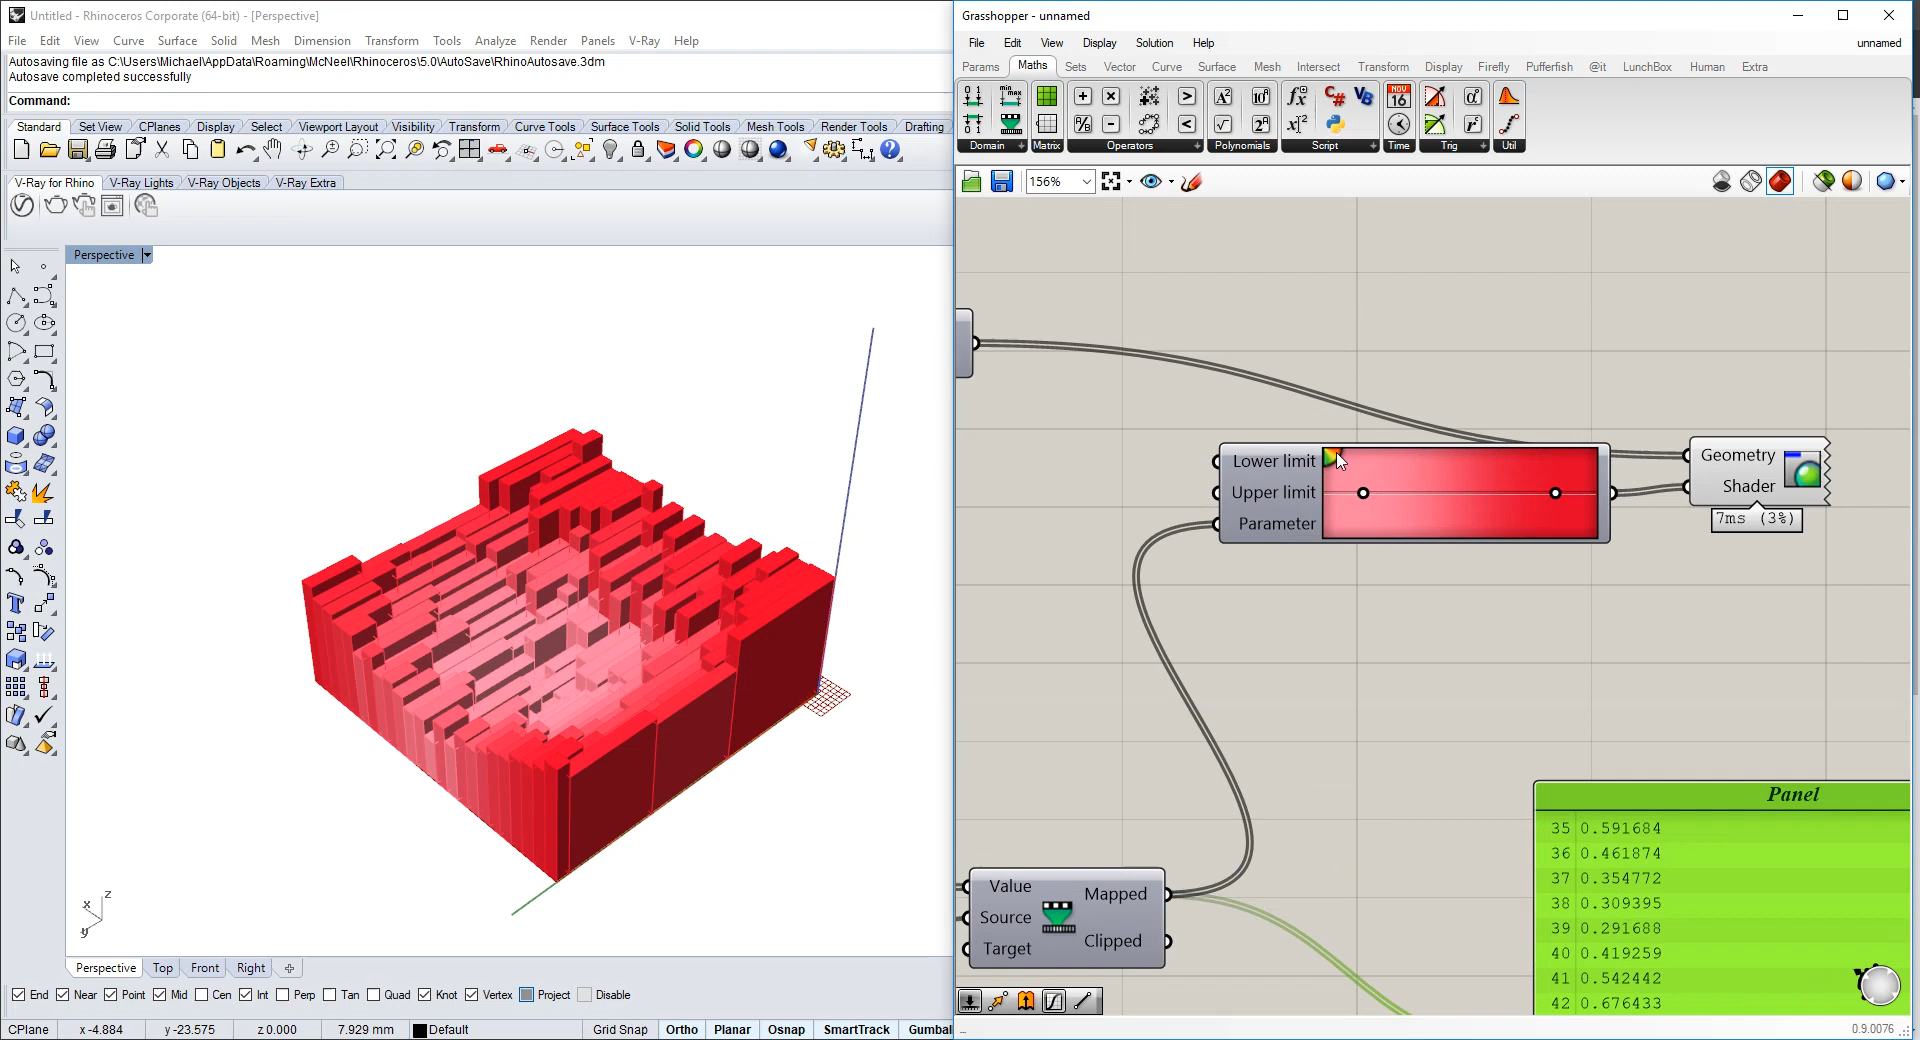 Untitled - Rhinoceros Corporate (64-bit) - [Perspective]
File Edit View Curve Surface Solid Mesh Dimension Transform Tools Analyze Render Panels V-Ray Help
Autosaving file as C:\Users\Michael\AppData\Roaming\McNeel\Rhinoceros\5.0\AutoSave\RhinoAutosave.3dm
Autosave completed successfully
Command:
Standard Set View CPlanes Display Select Viewport Layout Visibility Transform Curve Tools Surface Tools Solid Tools Mesh Tools Render Tools Drafting
V-Ray for Rhino V-Ray Lights V-Ray Objects V-Ray Extra
Perspective
z
x
y
Perspective Top Front Right
End Near Point Mid Cen Int Perp Tan Quad Knot Vertex Project Disable
CPlane x -4.884 y -23.575 z 0.000 7.929 mm Default Grid Snap Ortho Planar Osnap SmartTrack Gumbal
Grasshopper - unnamed
File Edit View Display Solution Help unnamed
Params Maths Sets Vector Curve Surface Mesh Intersect Transform Display Firefly Pufferfish @it LunchBox Human Extra
Domain Matrix Operators Polynomials Script Time Trig Util
156%
Lower limit
Upper limit
Parameter
Geometry
Shader
7ms (3%)
Value
Source
Target
Mapped
Clipped
Panel
35 0.591684
36 0.461874
37 0.354772
38 0.309395
39 0.291688
40 0.419259
41 0.542442
42 0.676433
...
0.9.0076